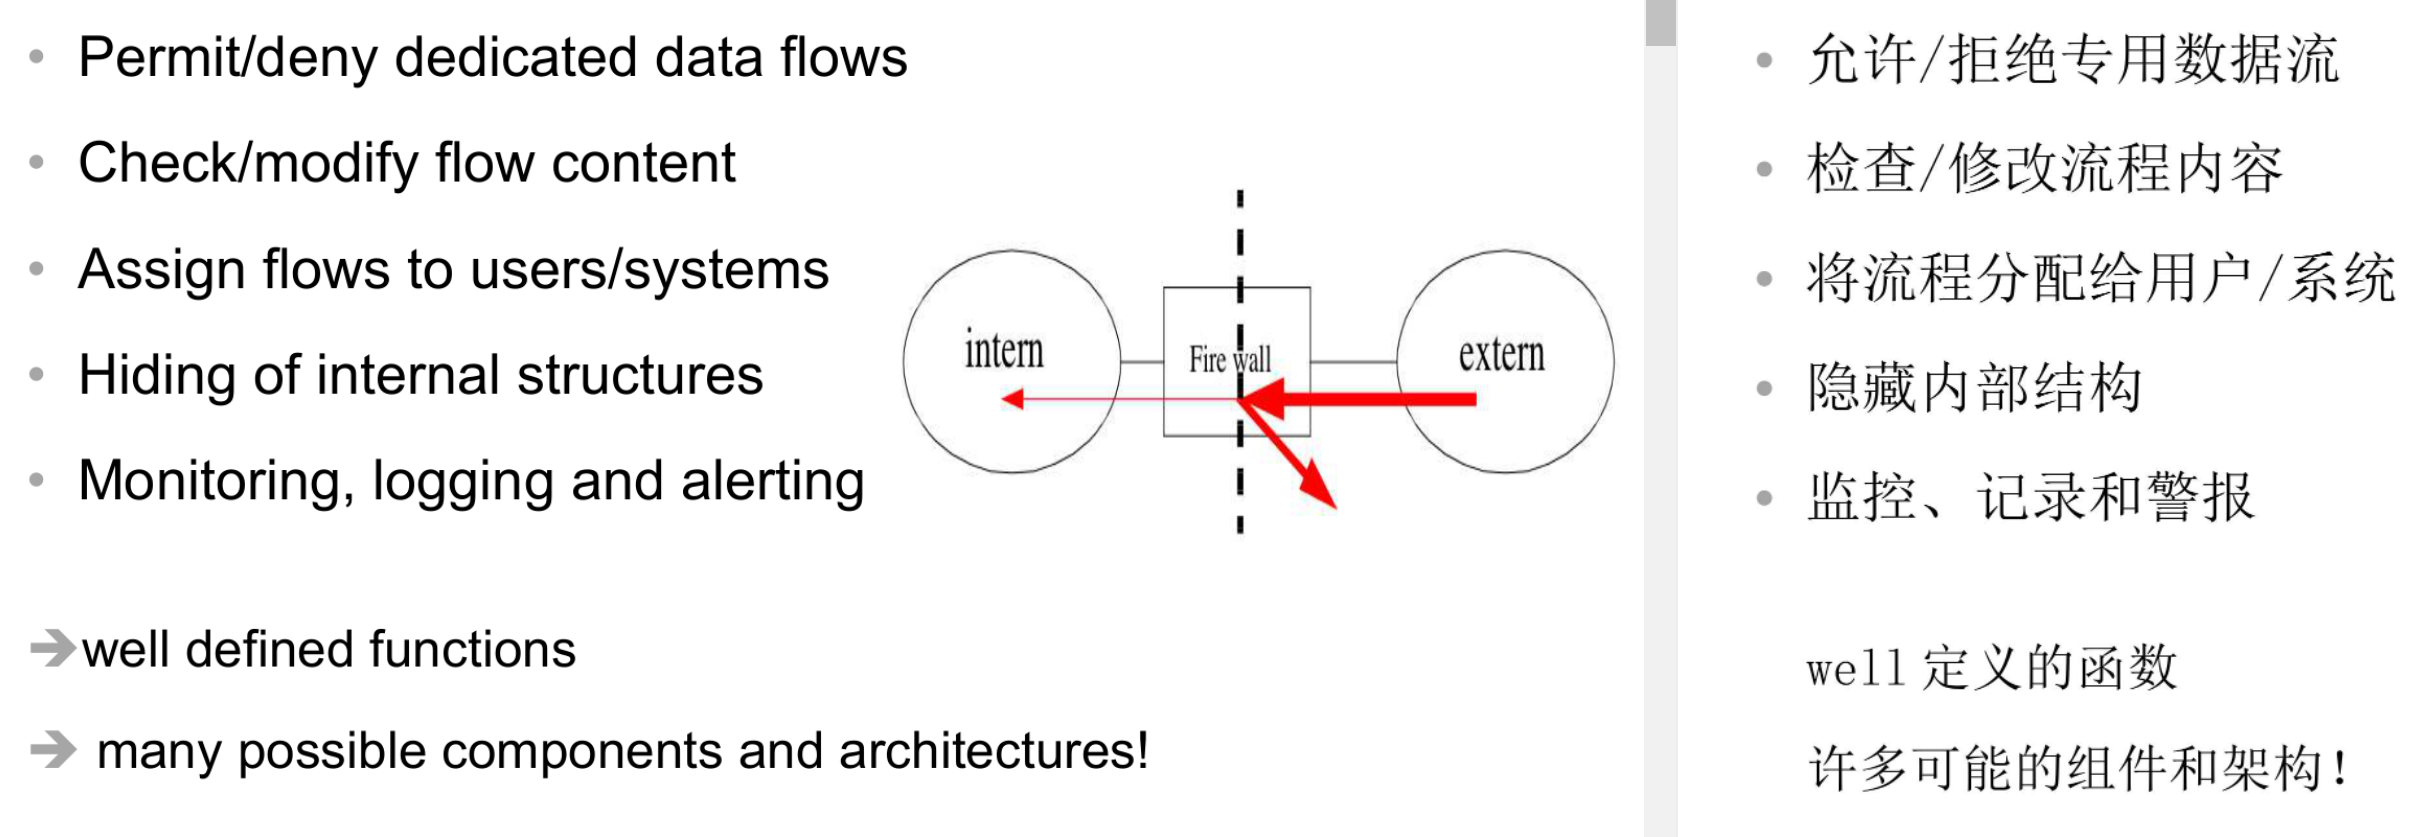 • Permit/deny dedicated data flows
• Check/modify flow content
• Assign flows to users/systems
• Hiding of internal structures
• Monitoring, logging and alerting
➔well defined functions
➔ many possible components and architectures!
intern
Fire wall
extern
• 允许/拒绝专用数据流
• 检查/修改流程内容
• 将流程分配给用户/系统
• 隐藏内部结构
• 监控、记录和警报
well 定义的函数
许多可能的组件和架构！